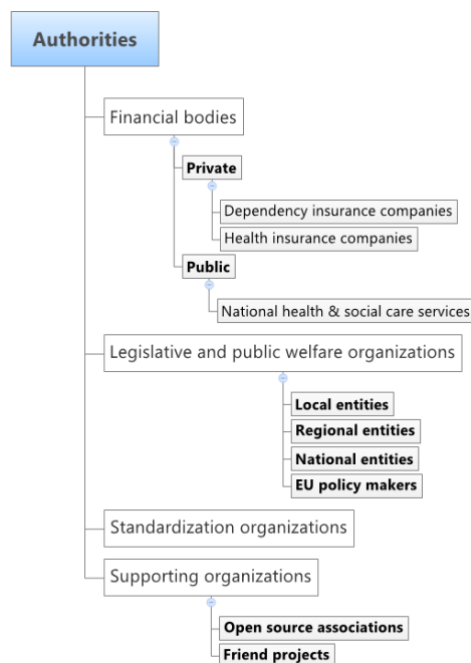 Authorities
Financial bodies
Private
Dependency insurance companies
Health insurance companies
Public
National health & social care services
Legislative and public welfare organizations
Local entities
Regional entities
National entities
EU policy makers
Standardization organizations
Supporting organizations
Open source associations
Friend projects